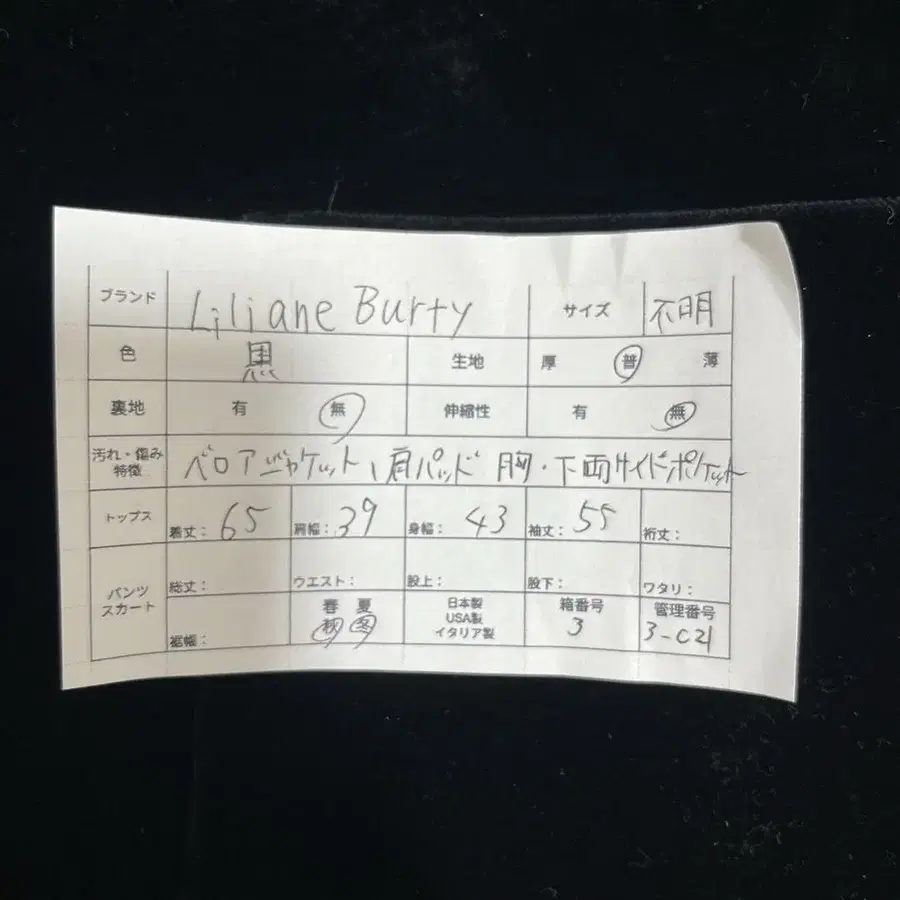 ブランド Liliane Burty サイズ 不明
色 黒 生地 厚 普 薄
裏地 有 無 伸縮性 有 無
汚れ・傷み
特徴 ベロアジャケット、肩パッド 胸・下両サイドポケット
トップス 着丈: 65 肩幅: 39 身幅: 43 袖丈: 55 裄丈:
パンツ
スカート 総丈: ウエスト: 股上: 股下: ワタリ:
裾幅: 春 夏
秋 冬 日本製
USA製
イタリア製 箱番号
3 管理番号
3-C21